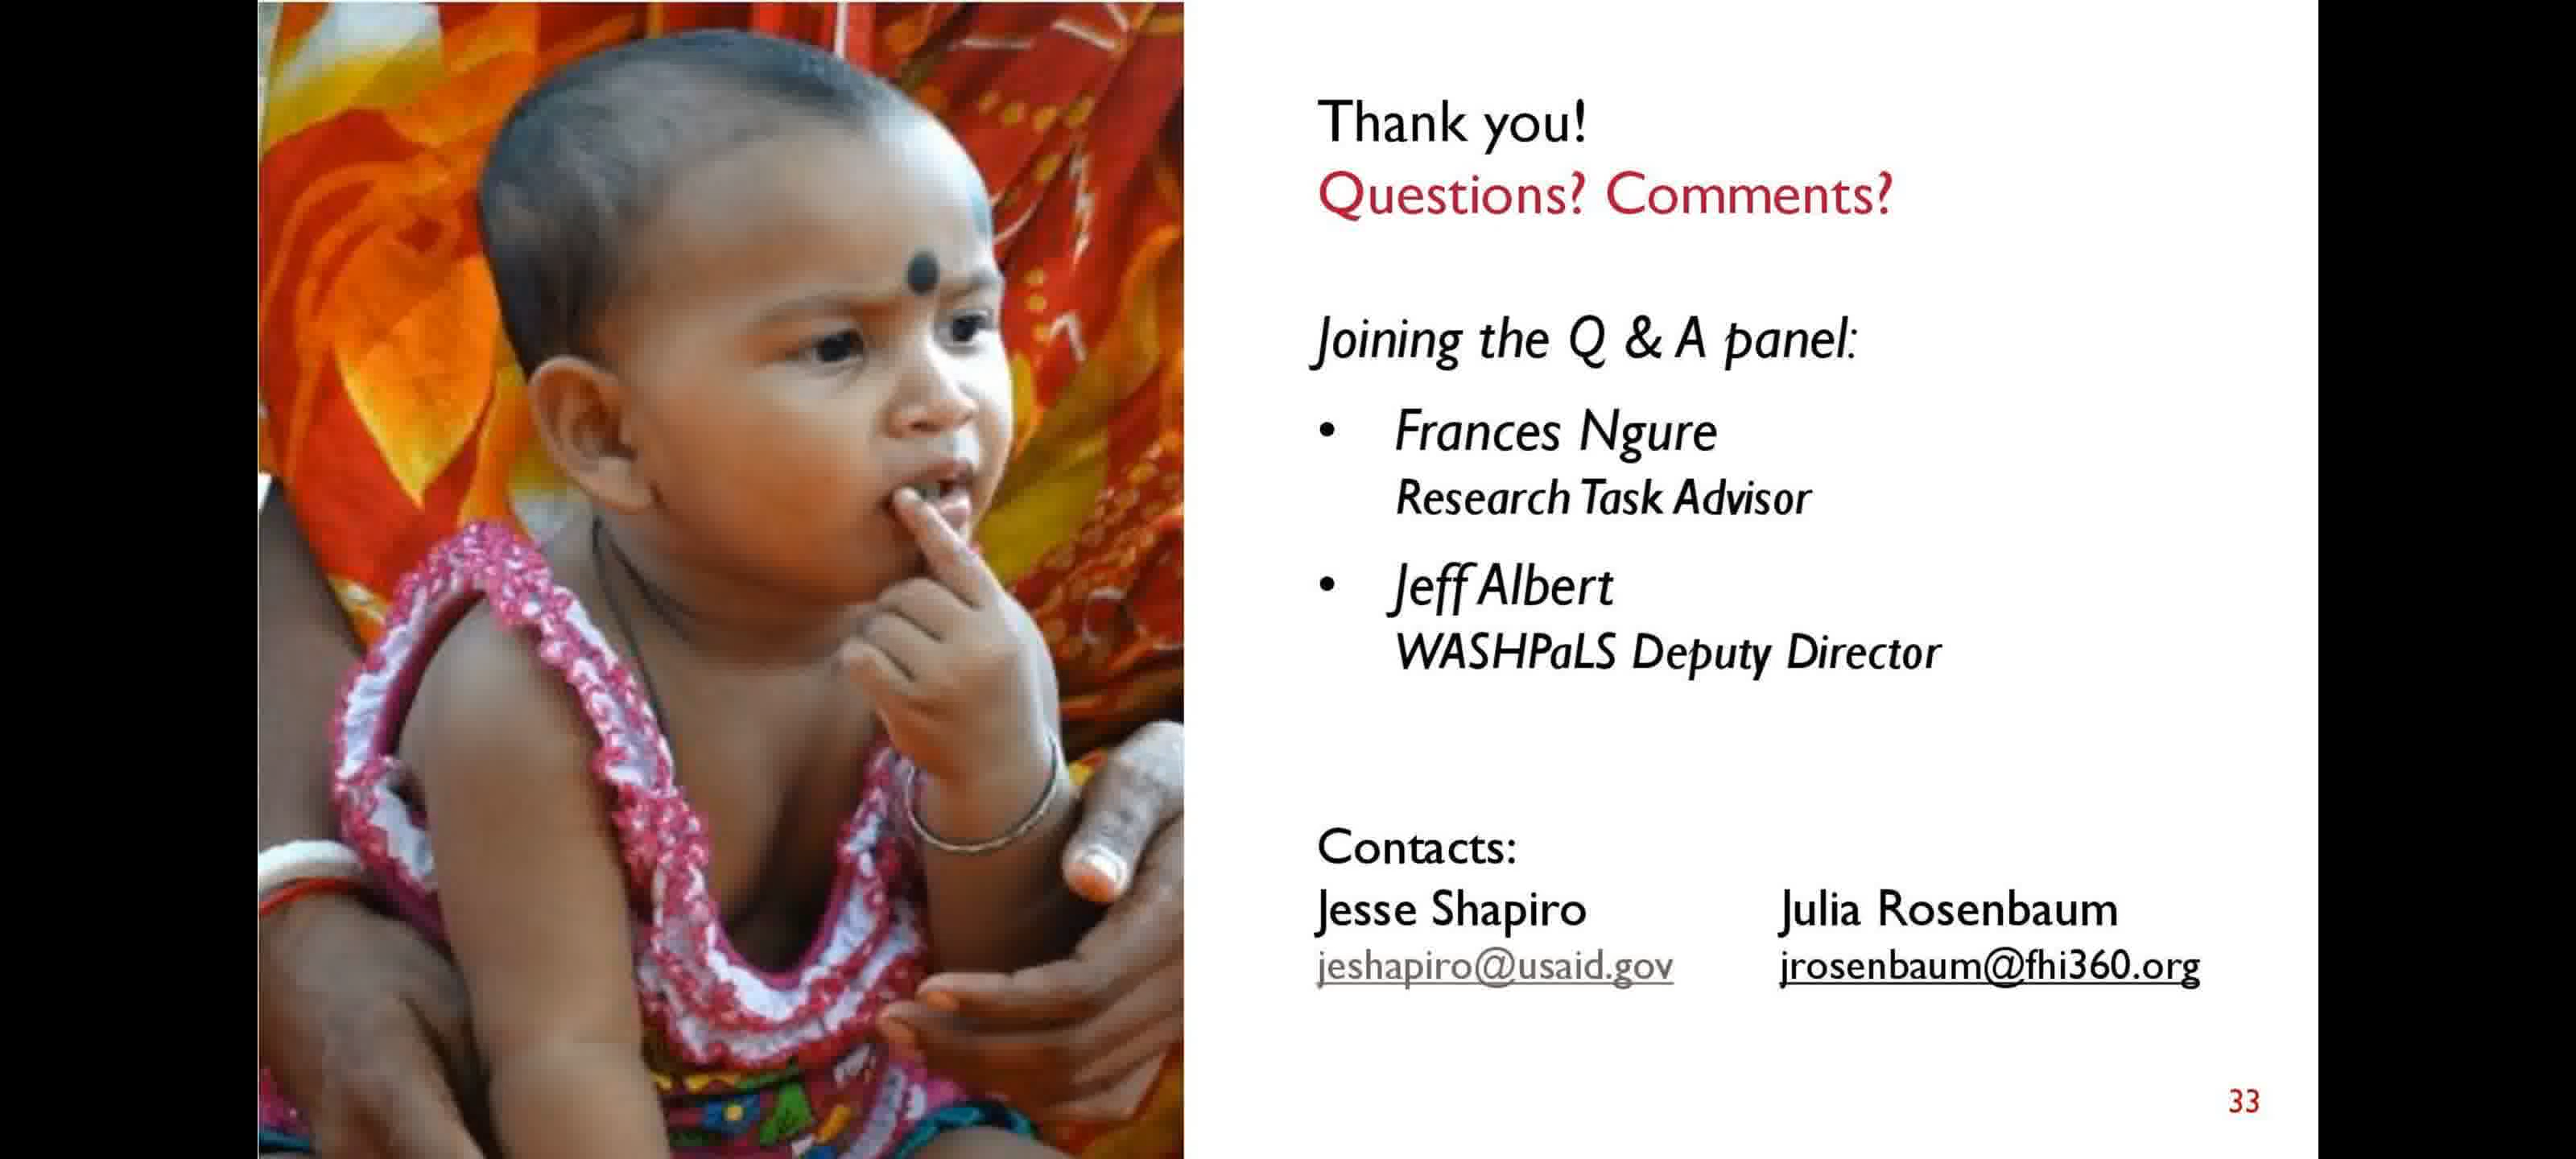 Thank you!
Questions? Comments?
Joining the Q & A panel:
• Frances Ngure
Research Task Advisor
• Jeff Albert
WASHPaLS Deputy Director
Contacts:
Jesse Shapiro
jeshapiro@usaid.gov
Julia Rosenbaum
jrosenbaum@fhi360.org
33